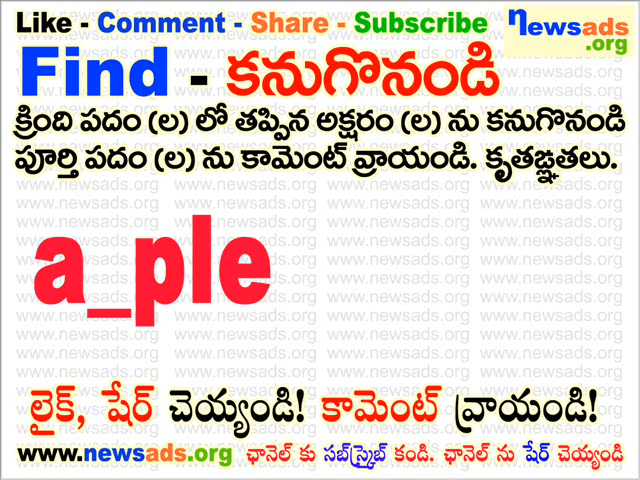 Like - Comment - Share - Subscribe
newsads
.org
Find - కనుగొనండి
క్రింది పదం (ల) లో తప్పిన అక్షరం (ల) ను కనుగొనండి
పూర్తి పదం (ల) ను కామెంట్ వ్రాయండి. కృతఙ్ఞతలు.
a_ple
లైక్, షేర్ చెయ్యండి! కామెంట్ వ్రాయండి!
www.newsads.org ఛానెల్ కు సబ్‌స్క్రైబ్ కండి. ఛానెల్ ను షేర్ చెయ్యండి